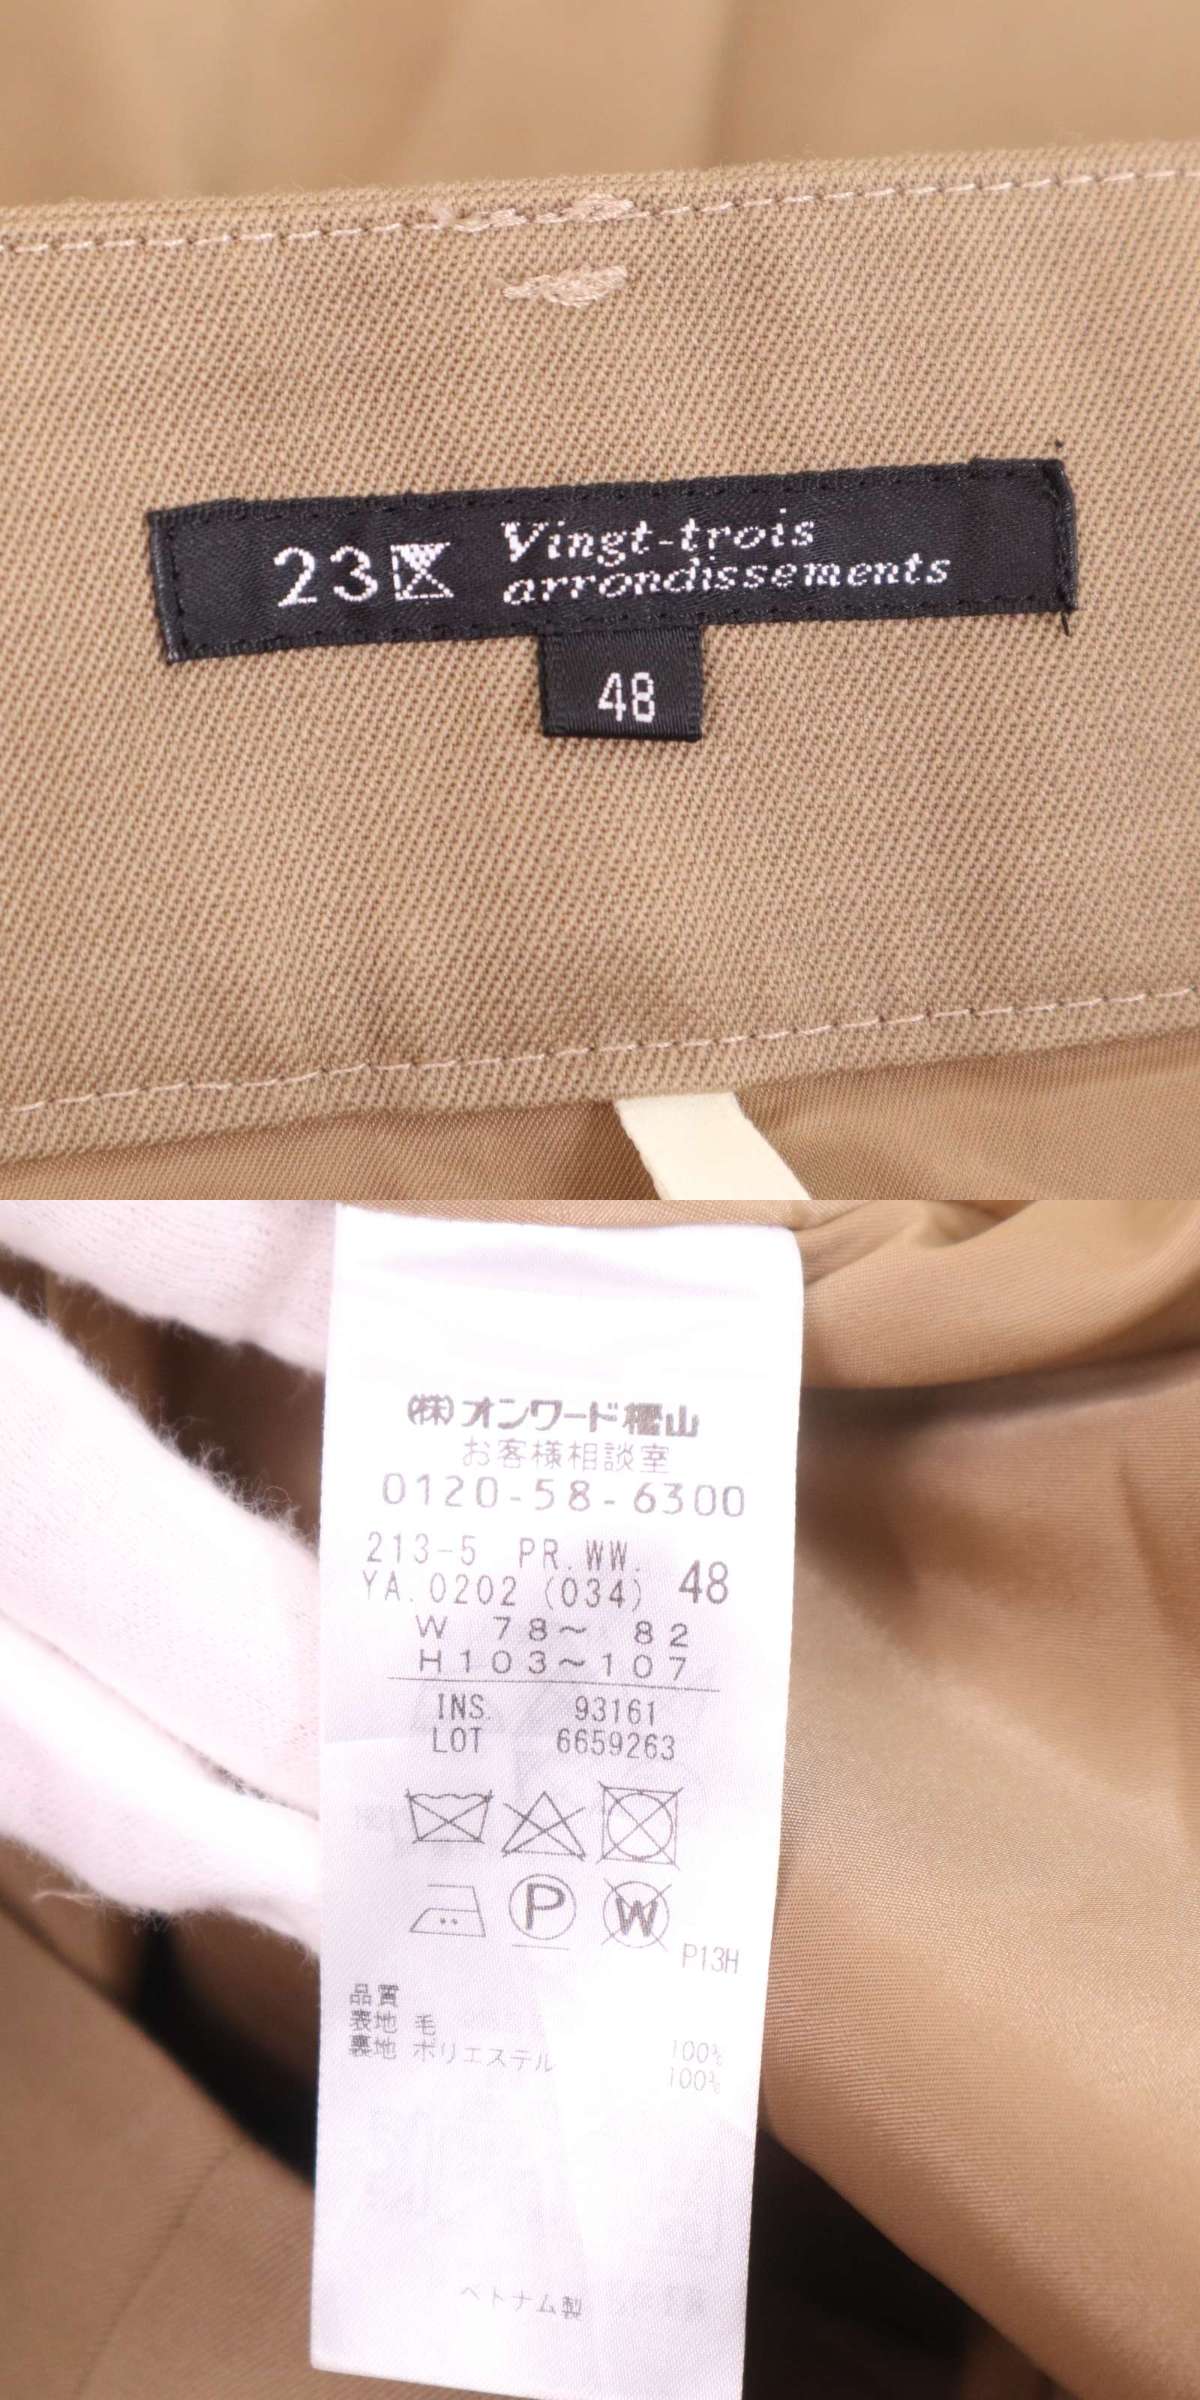 23区 Vingt-trois
arrondissements
48
(株)オンワード樫山
お客様相談室
0120-58-6300
213-5 PR.WW.
YA.0202 (034) 48
W 78～ 82
H103～107
INS. 93161
LOT 6659263
P
W
P13H
品質
表地 毛 100%
裏地 ポリエステル 100%
ベトナム製